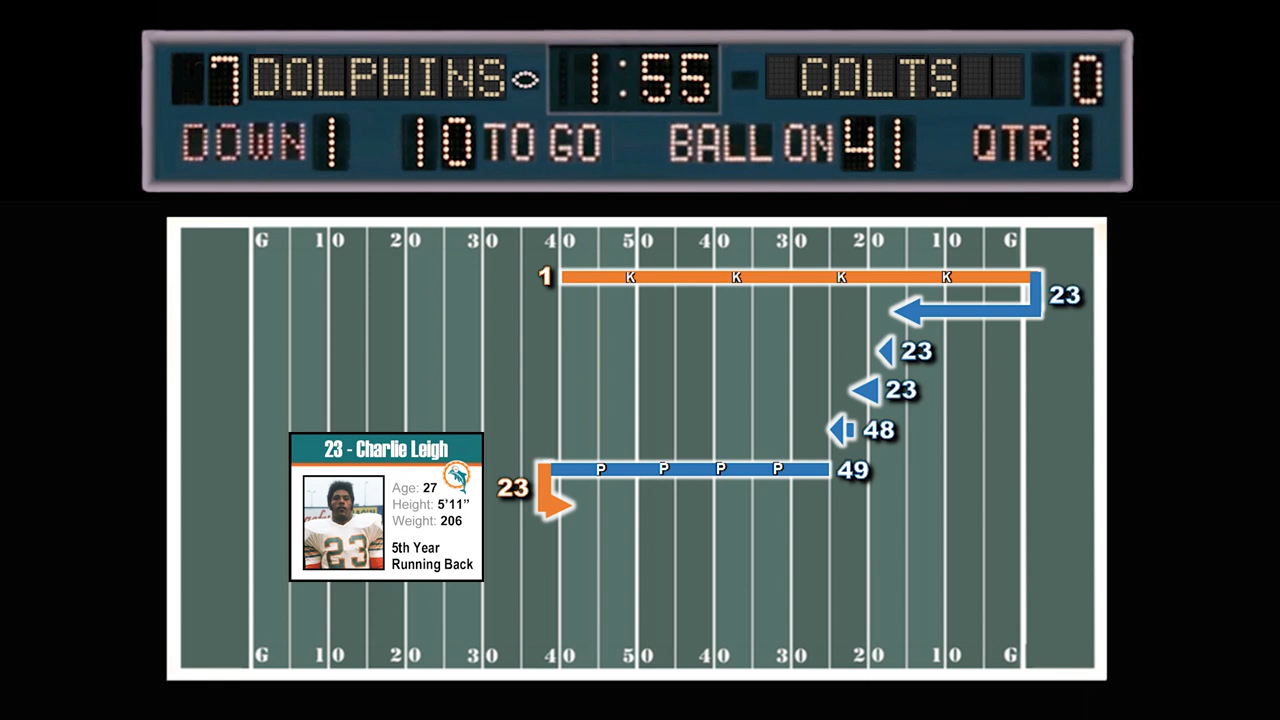 7 DOLPHINS 1:55 COLTS 0
DOWN 1 10 TO GO BALL ON 41 QTR 1
G 10 20 30 40 50 40 30 20 10 G
1 K K K K
23
23
23
48
P P P P 49
23
23 - Charlie Leigh
Age: 27
Height: 5'11”
Weight: 206
5th Year
Running Back
23
G 10 20 30 40 50 40 30 20 10 G